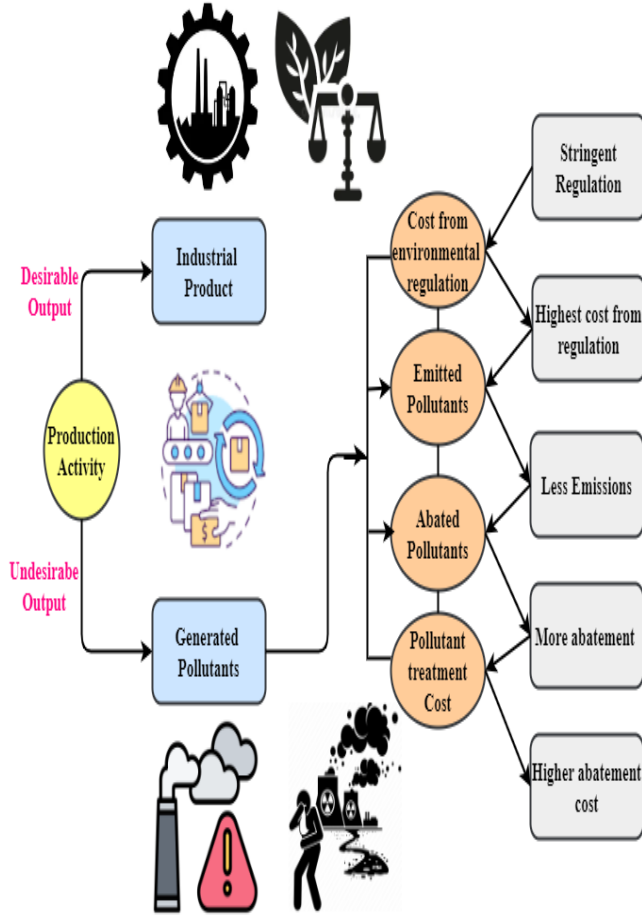 Desirable
Output
Industrial
Product
Production
Activity
Undesirabe
Output
Generated
Pollutants
$
Cost from
environmental
regulation
Emitted
Pollutants
Abated
Pollutants
Pollutant
treatment
Cost
Stringent
Regulation
Highest cost from
regulation
Less Emissions
More abatement
Higher abatement
cost